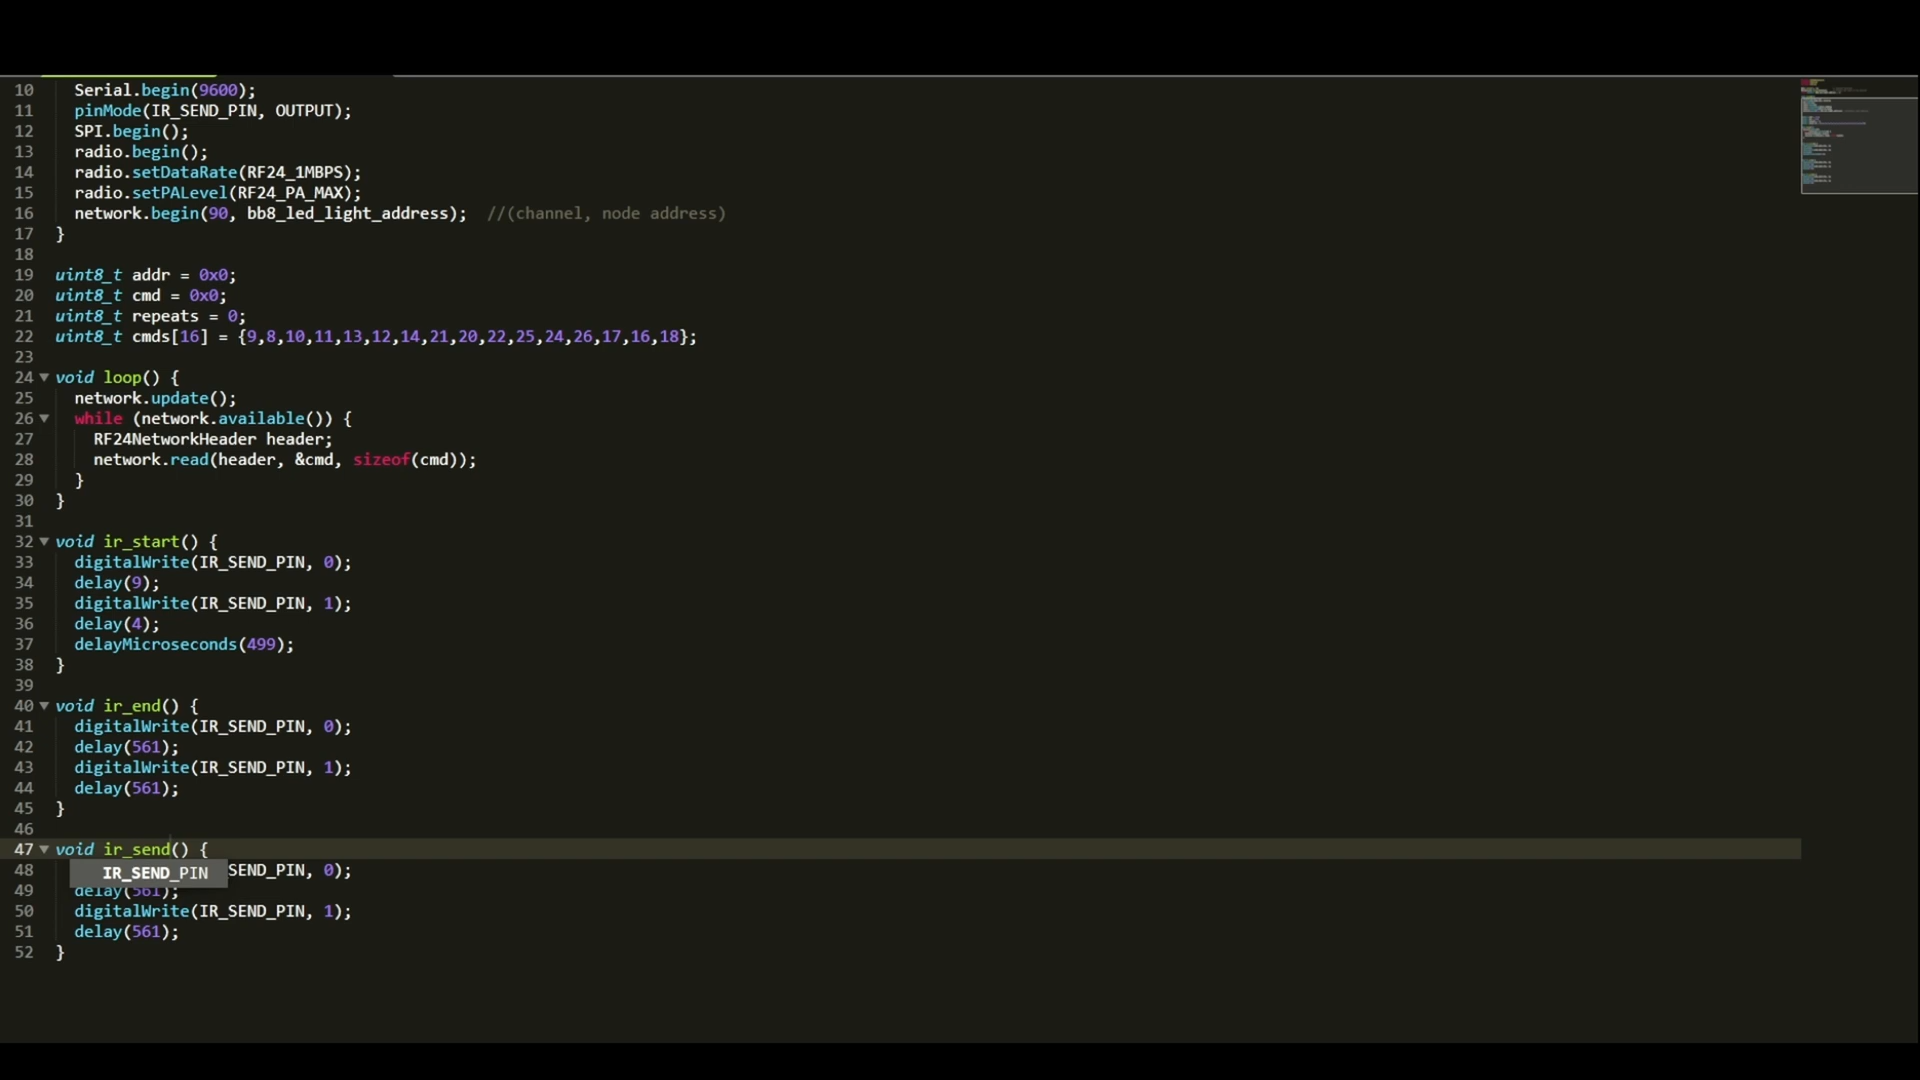 10 Serial.begin(9600);
11 pinMode(IR_SEND_PIN, OUTPUT);
12 SPI.begin();
13 radio.begin();
14 radio.setDataRate(RF24_1MBPS);
15 radio.setPALevel(RF24_PA_MAX);
16 network.begin(90, bb8_led_light_address);  //(channel, node address)
17 }
18
19 uint8_t addr = 0x0;
20 uint8_t cmd = 0x0;
21 uint8_t repeats = 0;
22 uint8_t cmds[16] = {9,8,10,11,13,12,14,21,20,22,25,24,26,17,16,18};
23
24 void loop() {
25 network.update();
26 while (network.available()) {
27 RF24NetworkHeader header;
28 network.read(header, &cmd, sizeof(cmd));
29 }
30 }
31
32 void ir_start() {
33 digitalWrite(IR_SEND_PIN, 0);
34 delay(9);
35 digitalWrite(IR_SEND_PIN, 1);
36 delay(4);
37 delayMicroseconds(499);
38 }
39
40 void ir_end() {
41 digitalWrite(IR_SEND_PIN, 0);
42 delay(561);
43 digitalWrite(IR_SEND_PIN, 1);
44 delay(561);
45 }
46
47 void ir_send() {
IR_SEND_PIN
48 SEND_PIN, 0);
49 delay(561);
50 digitalWrite(IR_SEND_PIN, 1);
51 delay(561);
52 }